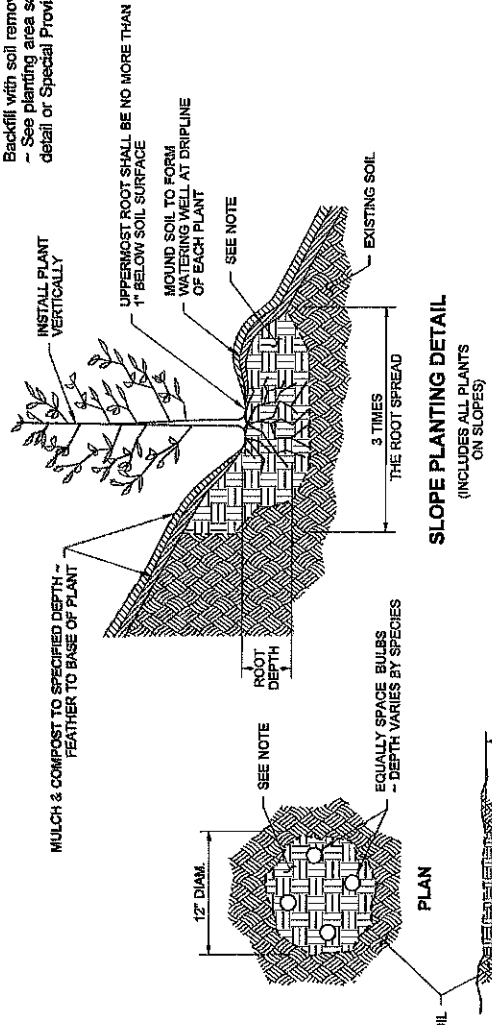 Backfill with soil remov
~ See planting area s
detail or Special Provi
INSTALL PLANT
VERTICALLY
UPPERMOST ROOT SHALL BE NO MORE THAN
1" BELOW SOIL SURFACE
MOUND SOIL TO FORM
WATERING WELL AT DRIPLINE
OF EACH PLANT
SEE NOTE
EXISTING SOIL
MULCH & COMPOST TO SPECIFIED DEPTH ~
FEATHER TO BASE OF PLANT
ROOT
DEPTH
3 TIMES
THE ROOT SPREAD
SLOPE PLANTING DETAIL
(INCLUDES ALL PLANTS
ON SLOPES)
12" DIAM.
SEE NOTE
EQUALLY SPACE BULBS
~ DEPTH VARIES BY SPECIES
PLAN
OIL